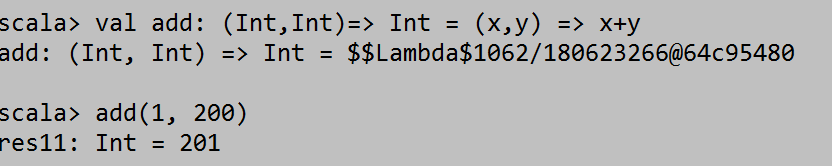 scala> val add: (Int,Int)=> Int = (x,y) => x+y
add: (Int, Int) => Int = $$Lambda$1062/180623266@64c95480
scala> add(1, 200)
res11: Int = 201